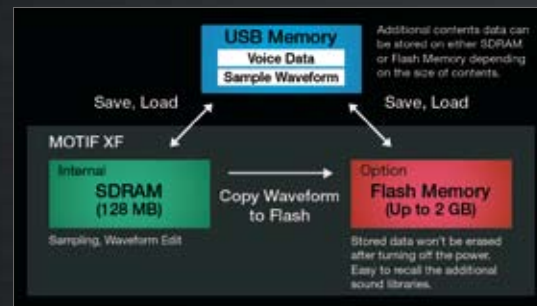 USB Memory
Voice Data
Sample Waveform
Additional contents data can
be stored on either SDRAM
or Flash Memory depending
on the size of contents.
Save, Load
Save, Load
MOTIF XF
Internal
SDRAM
(128 MB)
Sampling, Waveform Edit
Copy Waveform
to Flash
Option
Flash Memory
(Up to 2 GB)
Stored data won't be erased
after turning off the power.
Easy to recall the additional
sound libraries.